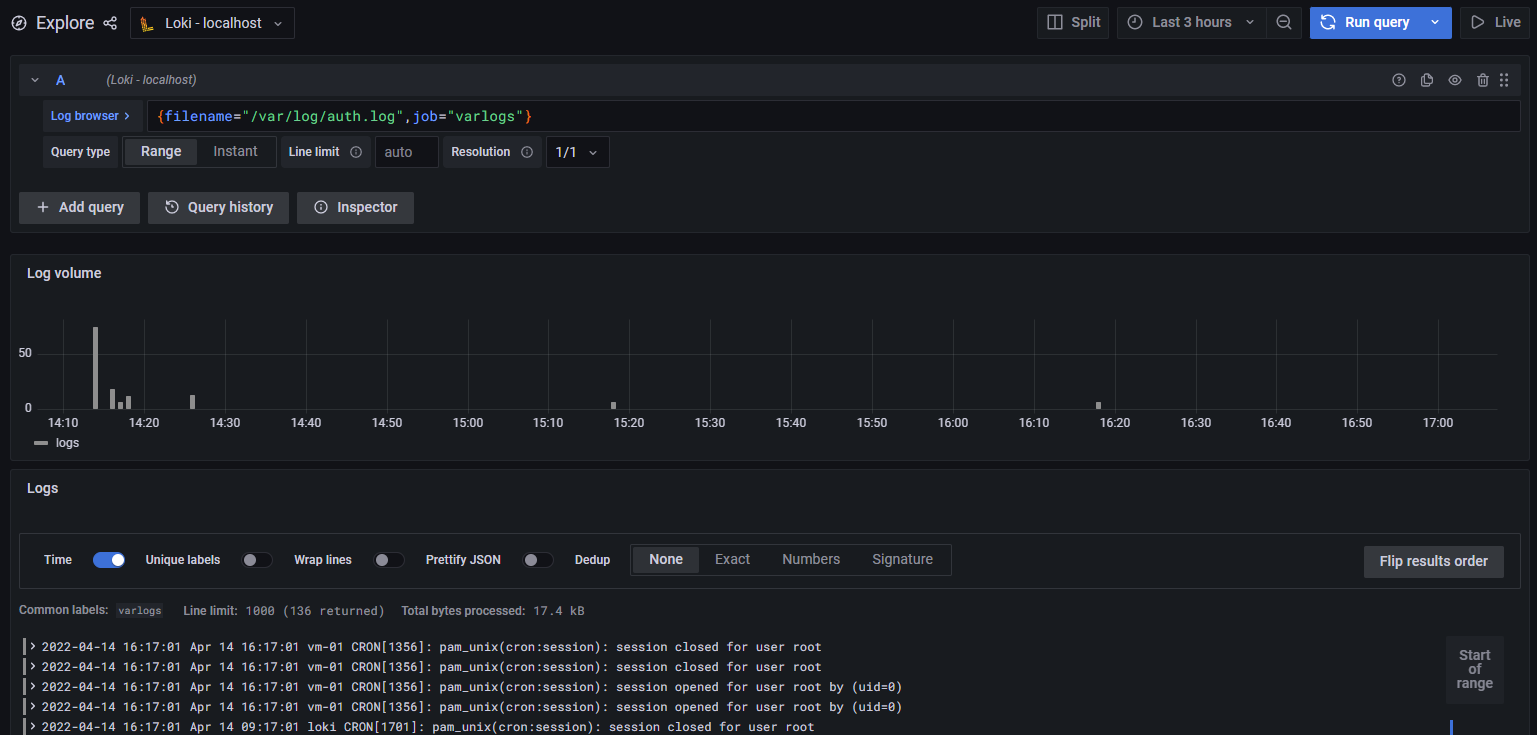 Explore Loki - localhost Split Last 3 hours Run query Live
A (Loki - localhost)
Log browser > {filename="/var/log/auth.log",job="varlogs"}
Query type Range Instant Line limit auto Resolution 1/1
+ Add query Query history Inspector
Log volume
50
0
14:10 14:20 14:30 14:40 14:50 15:00 15:10 15:20 15:30 15:40 15:50 16:00 16:10 16:20 16:30 16:40 16:50 17:00
logs
Logs
Time Unique labels Wrap lines Prettify JSON Dedup None Exact Numbers Signature Flip results order
Common labels: varlogs Line limit: 1000 (136 returned) Total bytes processed: 17.4 kB
> 2022-04-14 16:17:01 Apr 14 16:17:01 vm-01 CRON[1356]: pam_unix(cron:session): session closed for user root
> 2022-04-14 16:17:01 Apr 14 16:17:01 vm-01 CRON[1356]: pam_unix(cron:session): session closed for user root
> 2022-04-14 16:17:01 Apr 14 16:17:01 vm-01 CRON[1356]: pam_unix(cron:session): session opened for user root by (uid=0)
> 2022-04-14 16:17:01 Apr 14 16:17:01 vm-01 CRON[1356]: pam_unix(cron:session): session opened for user root by (uid=0)
> 2022-04-14 16:17:01 Apr 14 09:17:01 loki CRON[1701]: pam_unix(cron:session): session closed for user root
Start
of
range